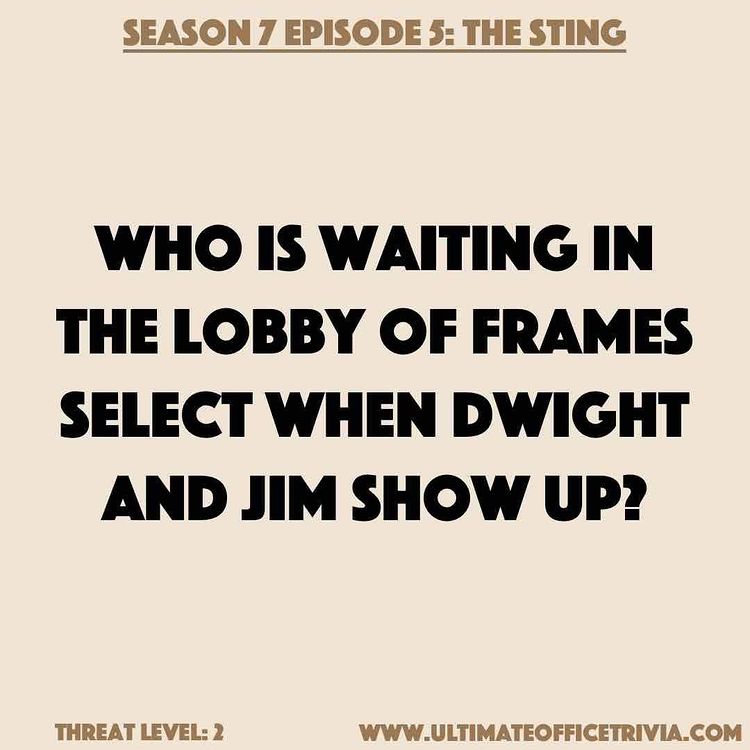 SEASON 7 EPISODE 5: THE STING
WHO IS WAITING IN
THE LOBBY OF FRAMES
SELECT WHEN DWIGHT
AND JIM SHOW UP?
THREAT LEVEL: 2
WWW.ULTIMATEOFFICETRIVIA.COM